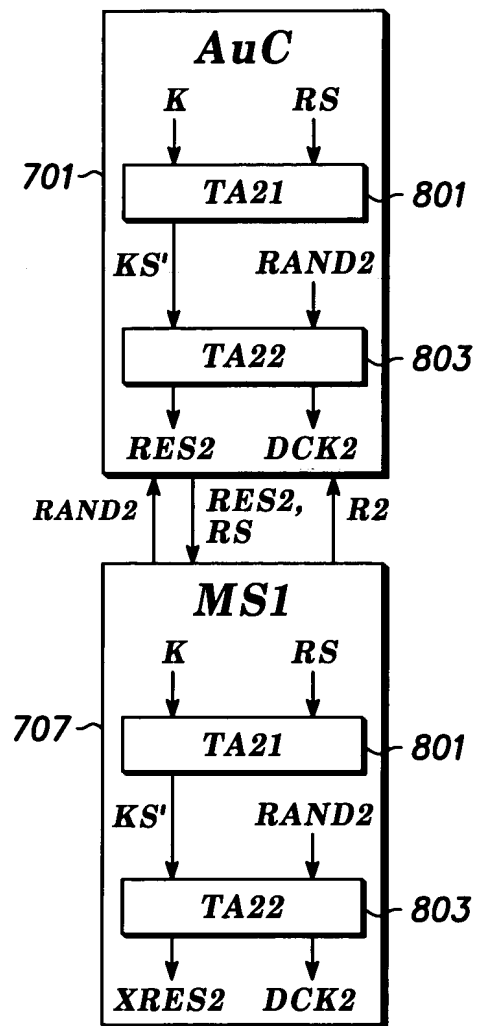 AuC
K RS
701 TA21 801
KS' RAND2
TA22 803
RES2 DCK2
RAND2 RES2, R2
RS
MS1
K RS
707 TA21 801
KS' RAND2
TA22 803
XRES2 DCK2